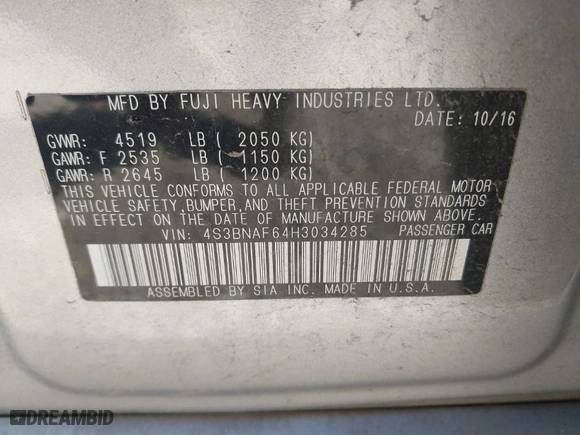 MFD BY FUJI HEAVY INDUSTRIES LTD.
DATE: 10/16
GVWR: 4519 LB ( 2050 KG)
GAWR: F 2535 LB ( 1150 KG)
GAWR: R 2645 LB ( 1200 KG)
THIS VEHICLE CONFORMS TO ALL APPLICABLE FEDERAL MOTOR
VEHICLE SAFETY, BUMPER, AND THEFT PREVENTION STANDARDS
IN EFFECT ON THE DATE OF MANUFACTURE SHOWN ABOVE.
VIN: 4S3BNAF64H3034285 PASSENGER CAR
ASSEMBLED BY SIA INC. MADE IN U.S.A.
DREAMBID